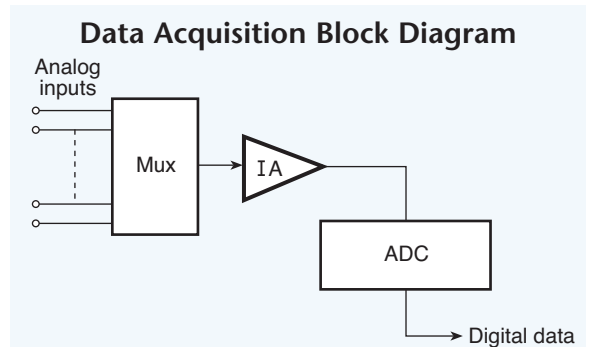 Data Acquisition Block Diagram
Analog
inputs
Mux
IA
ADC
Digital data